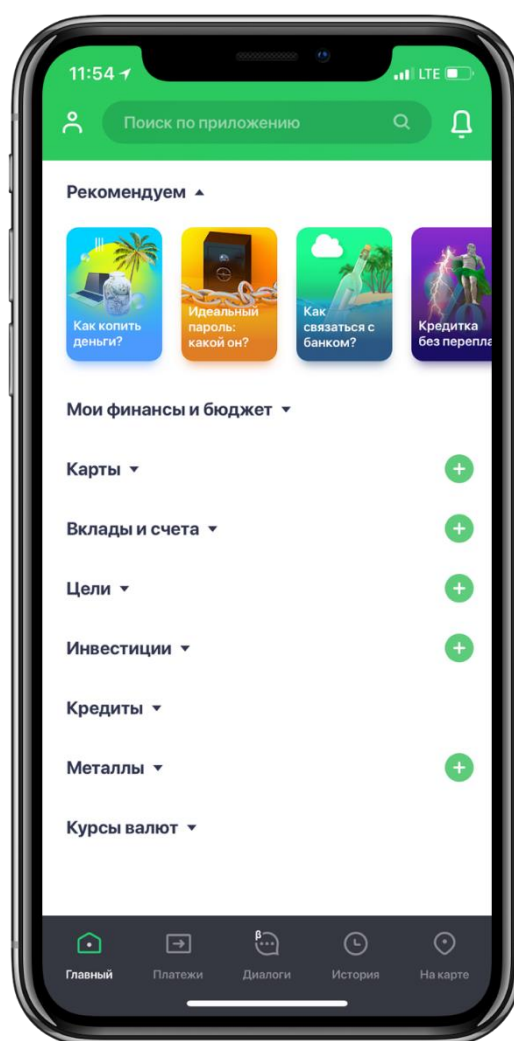 11:54
LTE
Поиск по приложению
Рекомендуем
Как копить
деньги?
Идеальный
пароль:
какой он?
Как
связаться с
банком?
Кредитка
без перепла
Мои финансы и бюджет
Карты
Вклады и счета
Цели
Инвестиции
Кредиты
Металлы
Курсы валют
β
Главный
Платежи
Диалоги
История
На карте